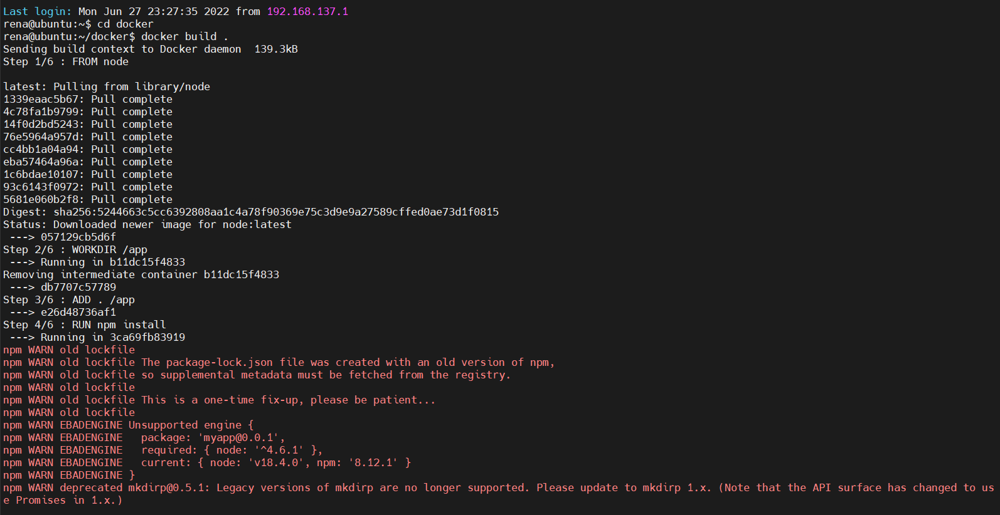 Last login: Mon Jun 27 23:27:35 2022 from 192.168.137.1
rena@ubuntu:~$ cd docker
rena@ubuntu:~/docker$ docker build .
Sending build context to Docker daemon  139.3kB
Step 1/6 : FROM node
latest: Pulling from library/node
1339eaac5b67: Pull complete
4c78fa1b9799: Pull complete
14f0d2bd5243: Pull complete
76e5964a957d: Pull complete
cc4bb1a04a94: Pull complete
eba57464a96a: Pull complete
1c6bdae10107: Pull complete
93c6143f0972: Pull complete
5681e060b2f8: Pull complete
Digest: sha256:5244663c5cc6392808aa1c4a78f90369e75c3d9e9a27589cffed0ae73d1f0815
Status: Downloaded newer image for node:latest
 ---> 057129cb5d6f
Step 2/6 : WORKDIR /app
 ---> Running in b11dc15f4833
Removing intermediate container b11dc15f4833
 ---> db7707c57789
Step 3/6 : ADD . /app
 ---> e26d48736af1
Step 4/6 : RUN npm install
 ---> Running in 3ca69fb83919
npm WARN old lockfile
npm WARN old lockfile The package-lock.json file was created with an old version of npm,
npm WARN old lockfile so supplemental metadata must be fetched from the registry.
npm WARN old lockfile
npm WARN old lockfile This is a one-time fix-up, please be patient...
npm WARN old lockfile
npm WARN EBADENGINE Unsupported engine {
npm WARN EBADENGINE   package: 'myapp@0.0.1',
npm WARN EBADENGINE   required: { node: '^4.6.1' },
npm WARN EBADENGINE   current: { node: 'v18.4.0', npm: '8.12.1' }
npm WARN EBADENGINE }
npm WARN deprecated mkdirp@0.5.1: Legacy versions of mkdirp are no longer supported. Please update to mkdirp 1.x. (Note that the API surface has changed to us
e Promises in 1.x.)